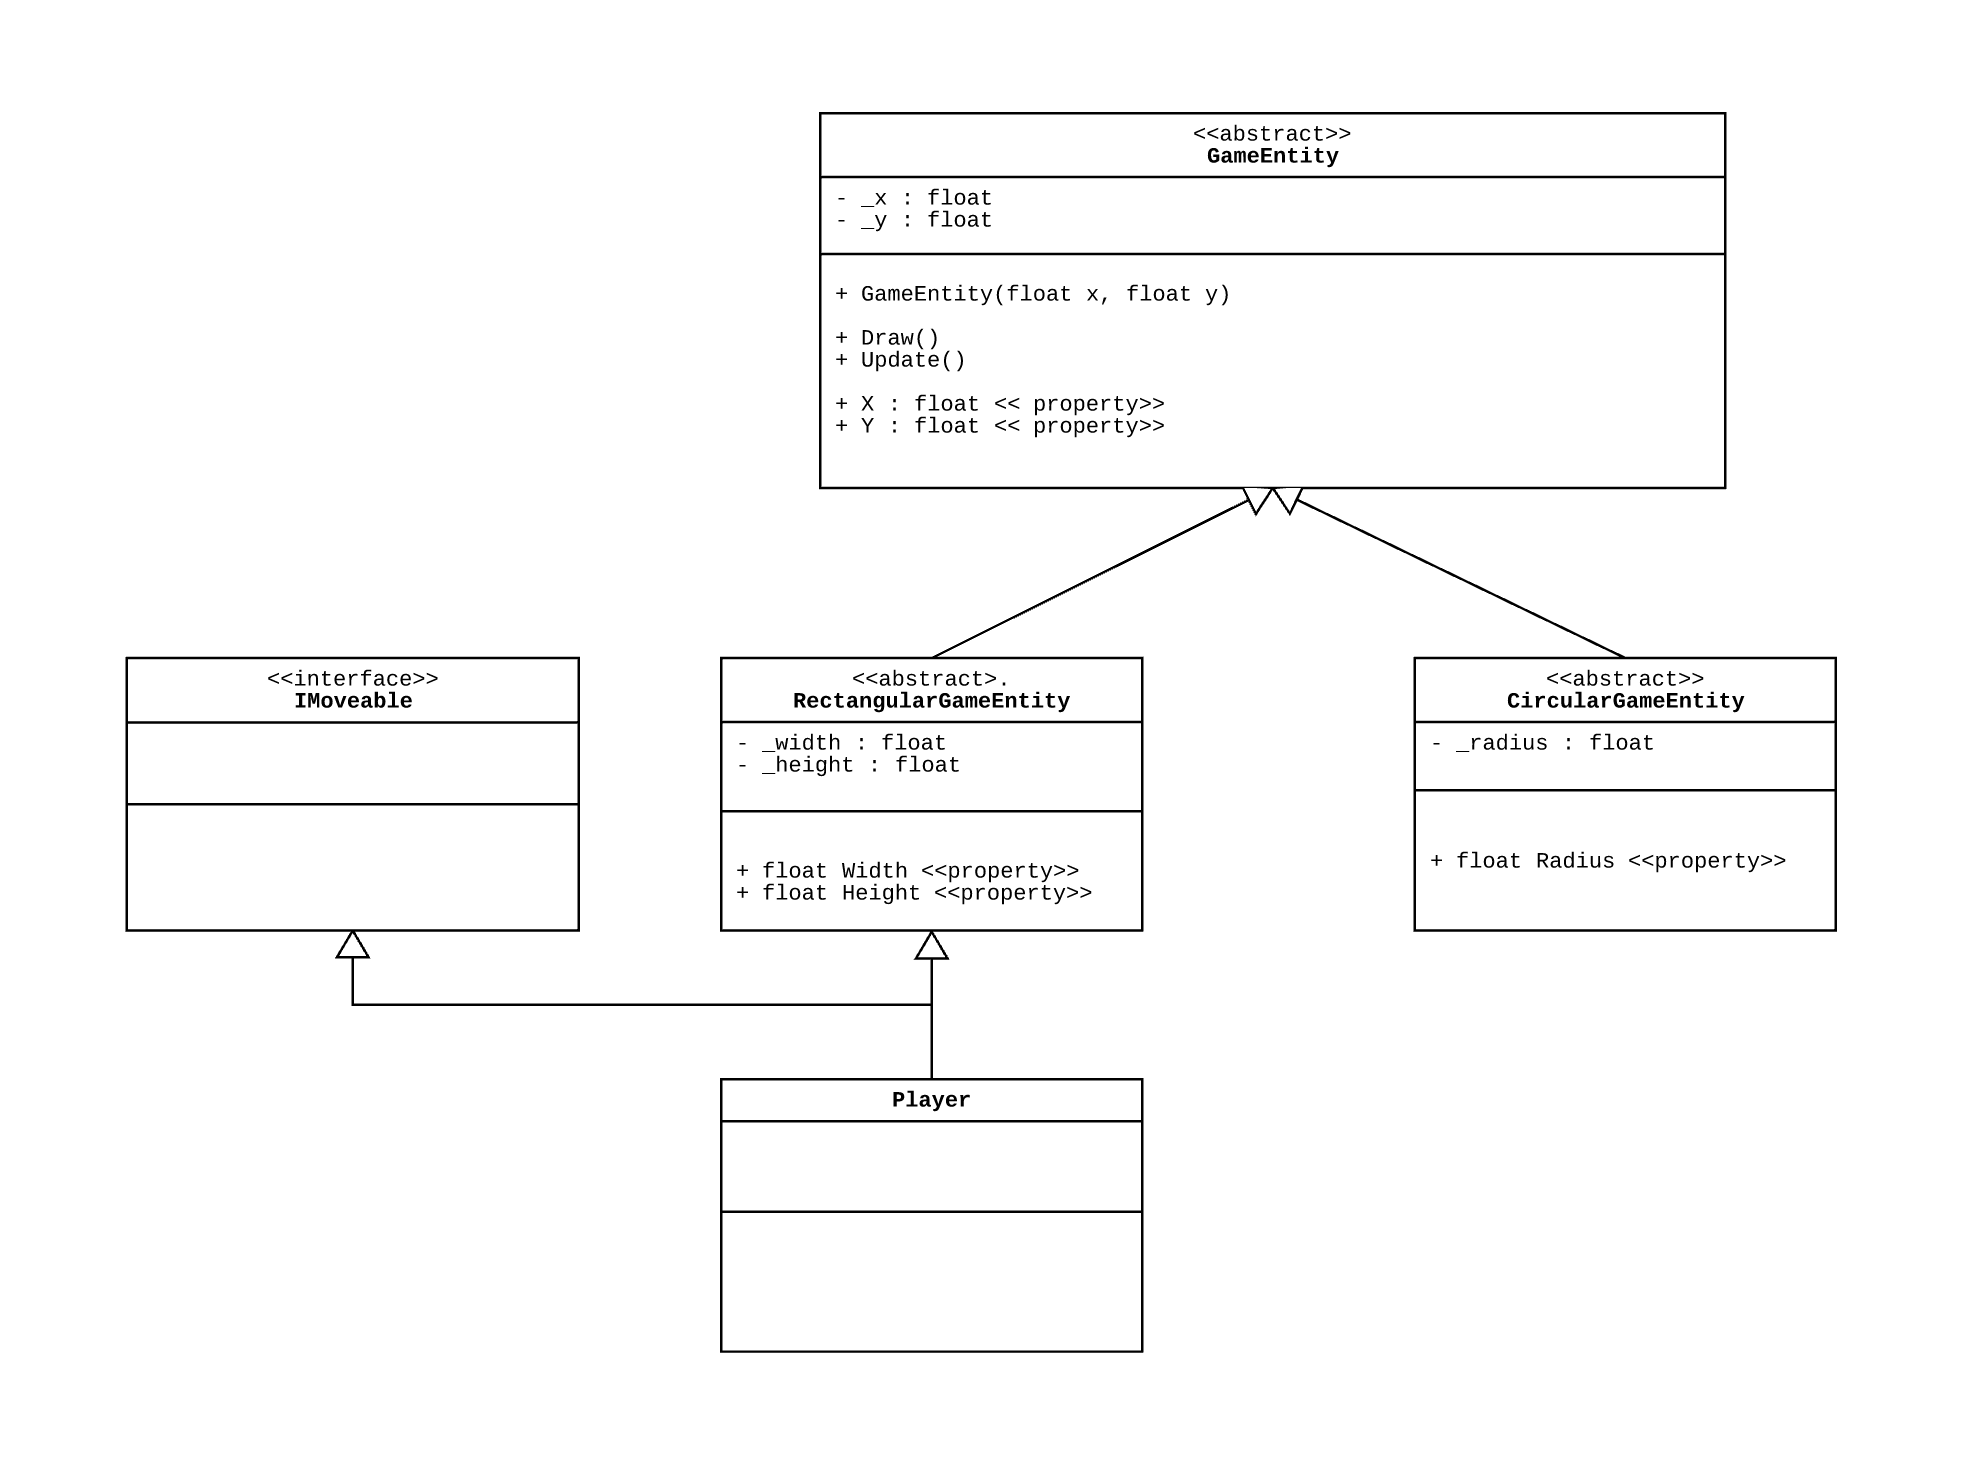 <<abstract>>
GameEntity
- _x : float
- _y : float
+ GameEntity(float x, float y)
+ Draw()
+ Update()
+ X : float << property>>
+ Y : float << property>>
<<interface>>
IMoveable
<<abstract>.
RectangularGameEntity
- _width : float
- _height : float
+ float Width <<property>>
+ float Height <<property>>
<<abstract>>
CircularGameEntity
- _radius : float
+ float Radius <<property>>
Player